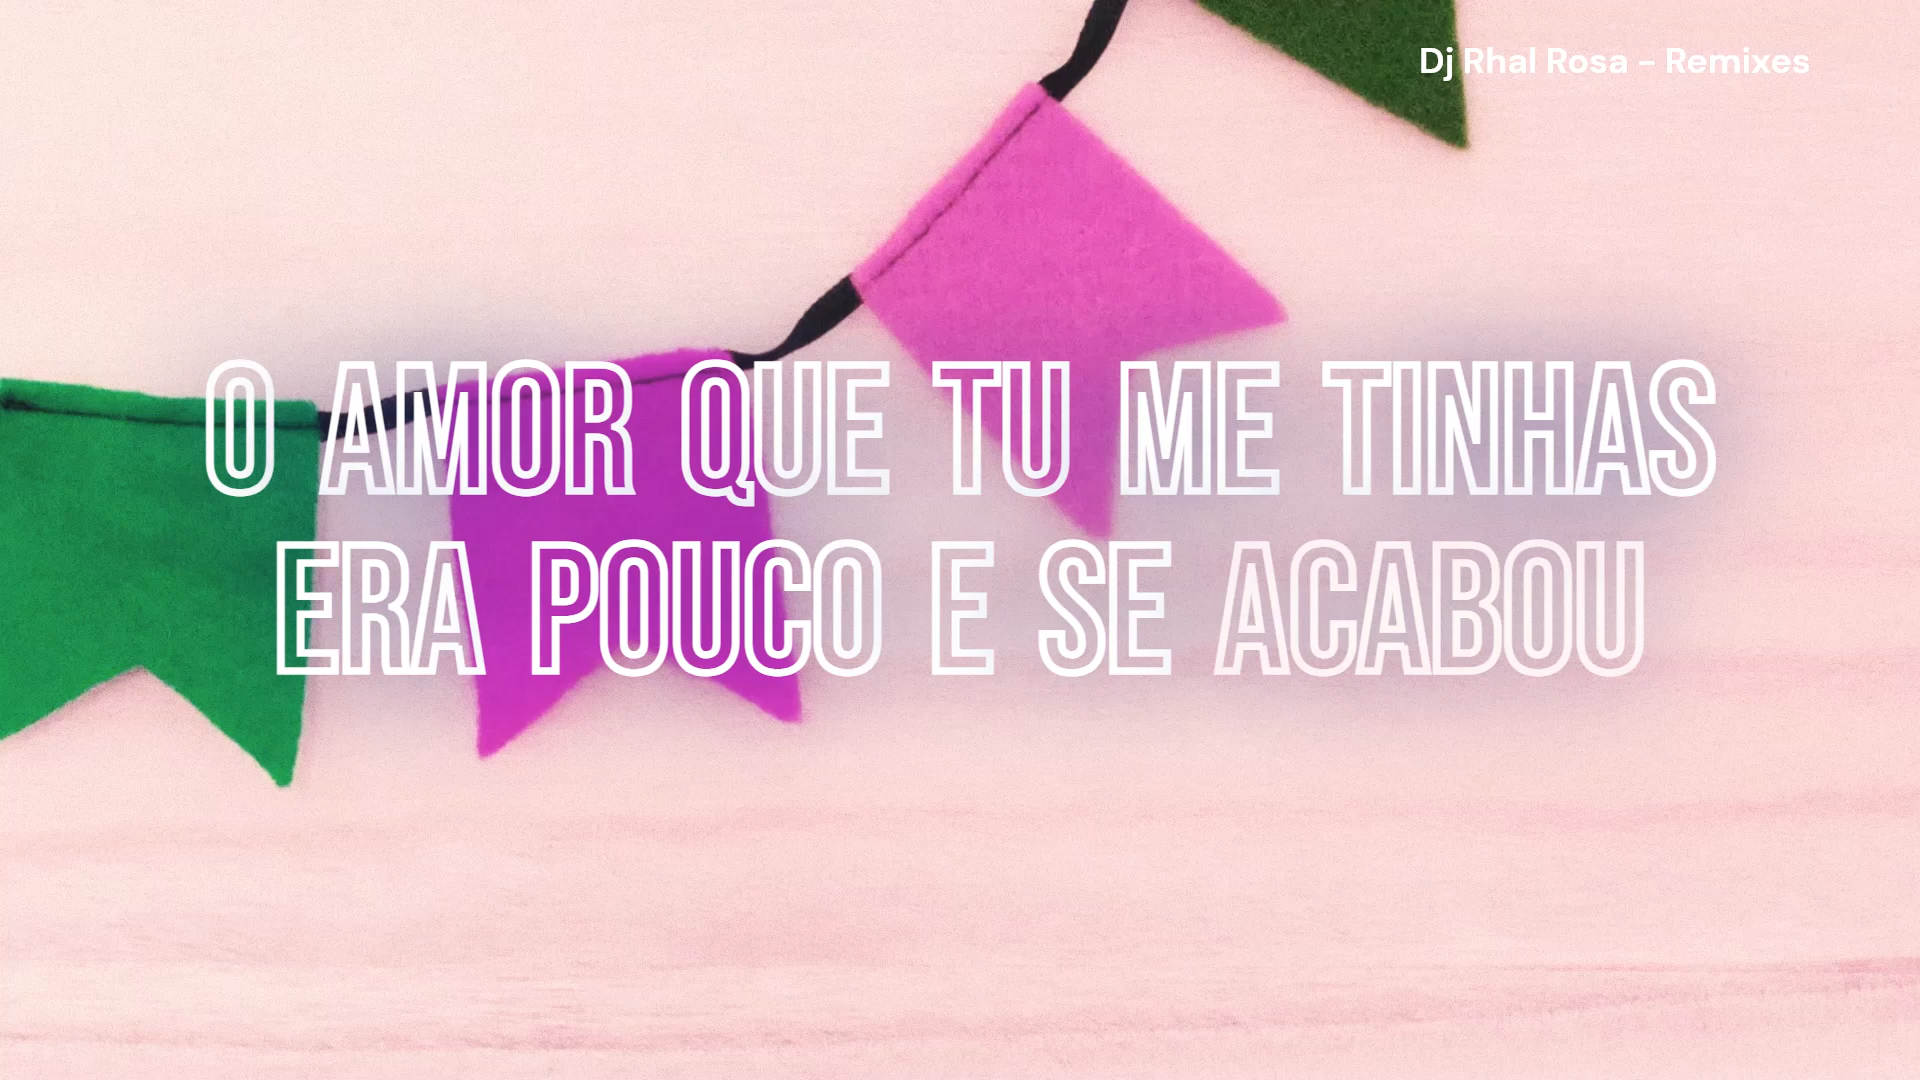 Dj Rhal Rosa - Remixes
O AMOR QUE TU ME TINHAS
ERA POUCO E SE ACABOU